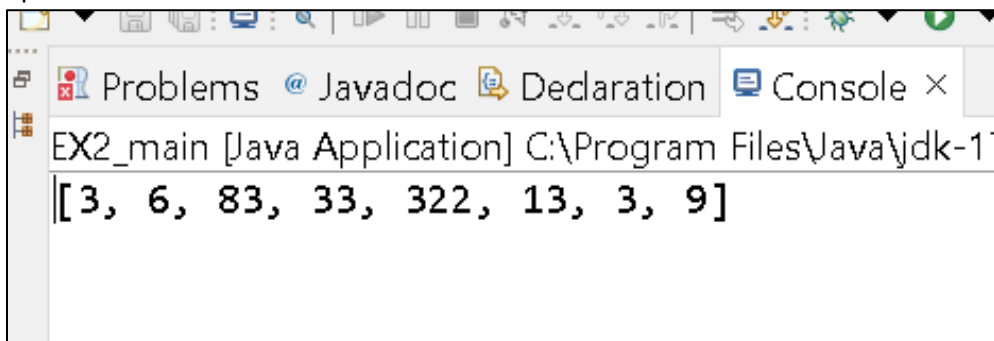 Problems @ Javadoc Declaration Console ×
EX2_main [Java Application] C:\Program Files\Java\jdk-17
[3, 6, 83, 33, 322, 13, 3, 9]